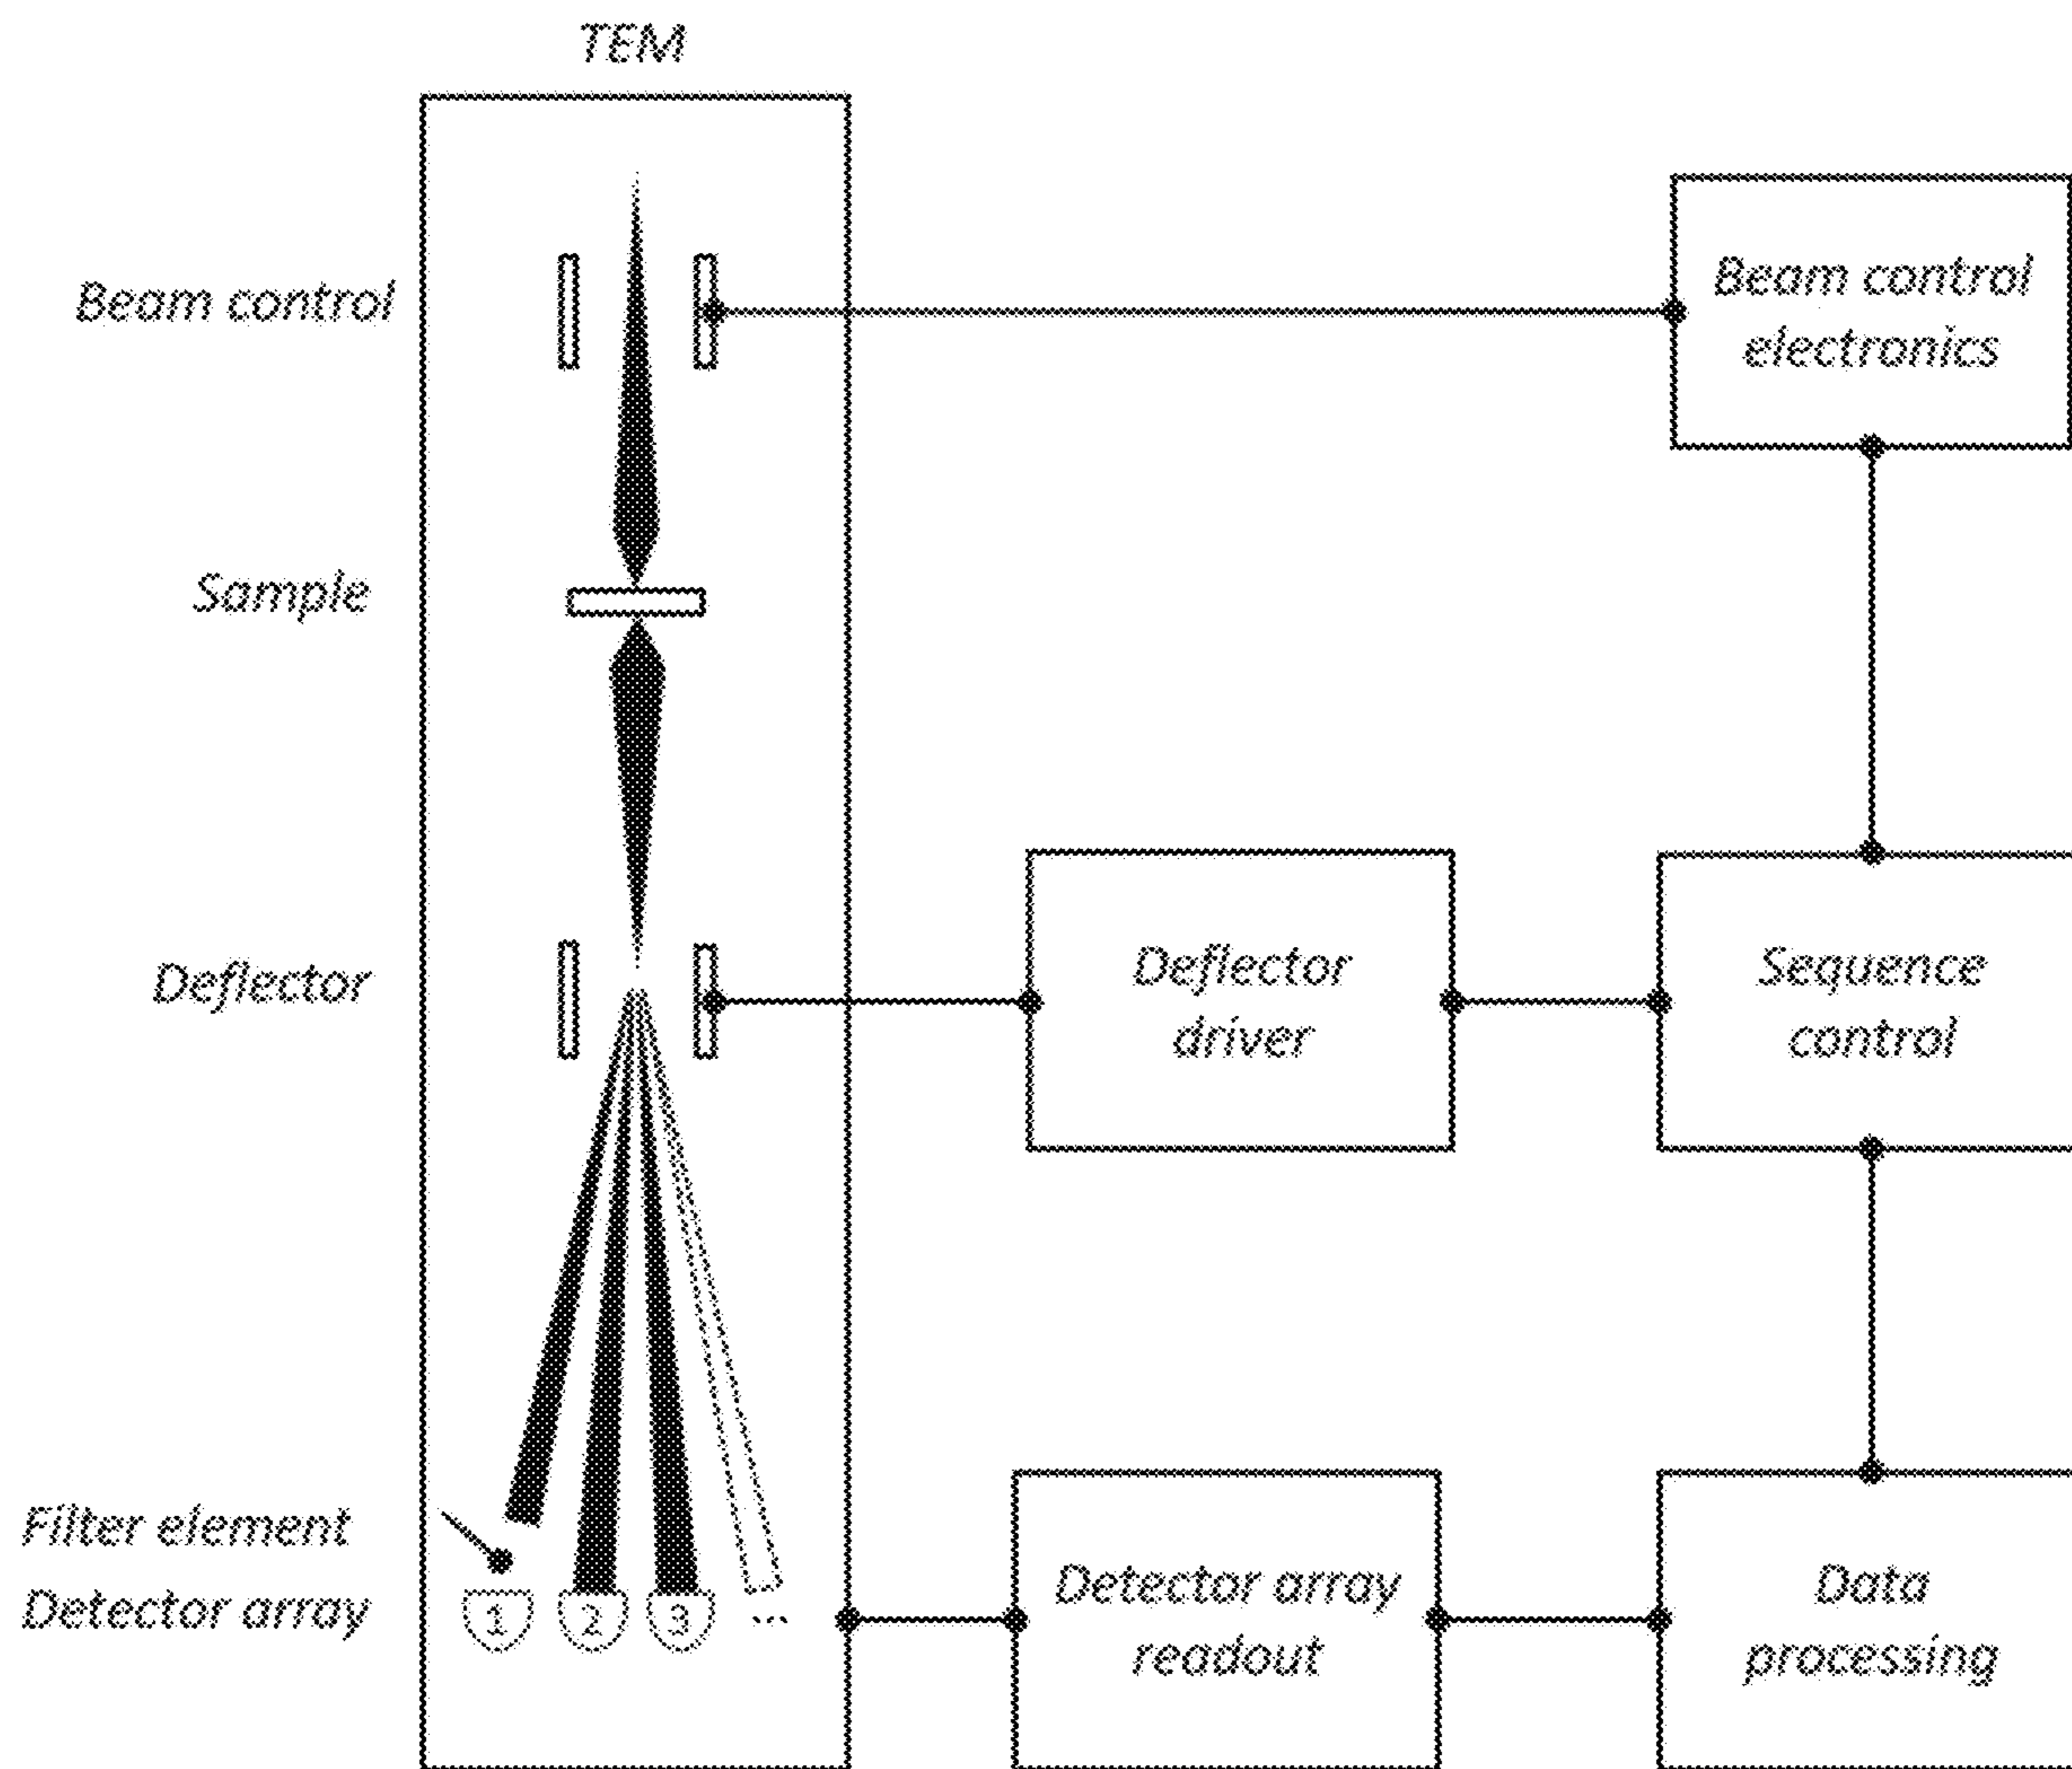 TEM
Beam control
Beam control
electronics
Sample
Deflector
Deflector
driver
Sequence
control
Filter element
Detector array
1 2 3 ...
Detector array
readout
Data
processing